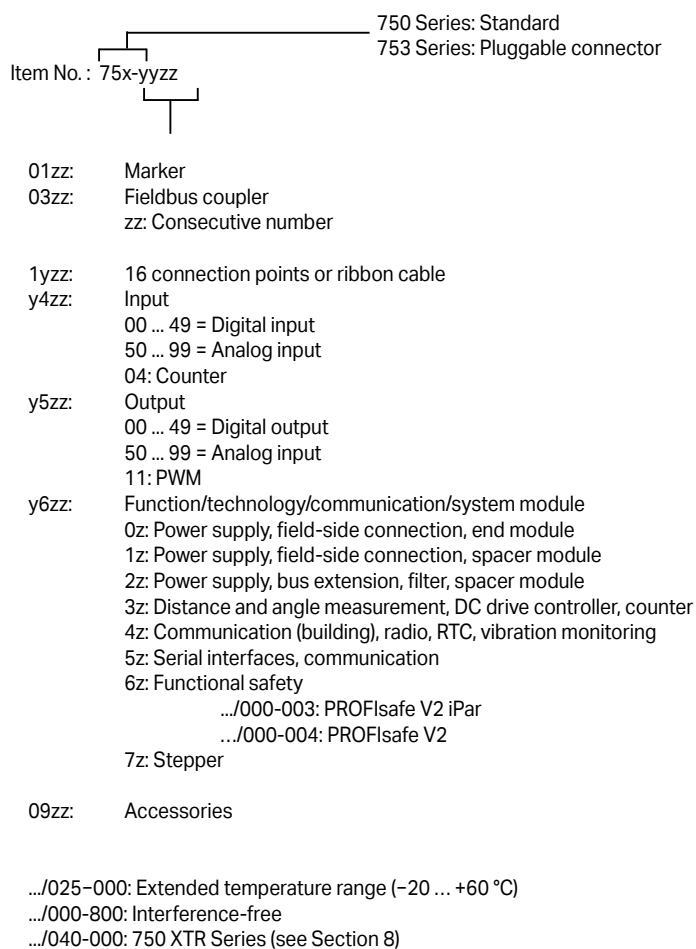 750 Series: Standard
753 Series: Pluggable connector
Item No. : 75x-yyzz
01zz: Marker
03zz: Fieldbus coupler
zz: Consecutive number
1yzz: 16 connection points or ribbon cable
y4zz: Input
00 ... 49 = Digital input
50 ... 99 = Analog input
04: Counter
y5zz: Output
00 ... 49 = Digital output
50 ... 99 = Analog input
11: PWM
y6zz: Function/technology/communication/system module
0z: Power supply, field-side connection, end module
1z: Power supply, field-side connection, spacer module
2z: Power supply, bus extension, filter, spacer module
3z: Distance and angle measurement, DC drive controller, counter
4z: Communication (building), radio, RTC, vibration monitoring
5z: Serial interfaces, communication
6z: Functional safety
.../000-003: PROFIsafe V2 iPar
…/000-004: PROFIsafe V2
7z: Stepper
09zz: Accessories
.../025−000: Extended temperature range (−20 … +60 °C)
.../000-800: Interference-free
.../040-000: 750 XTR Series (see Section 8)